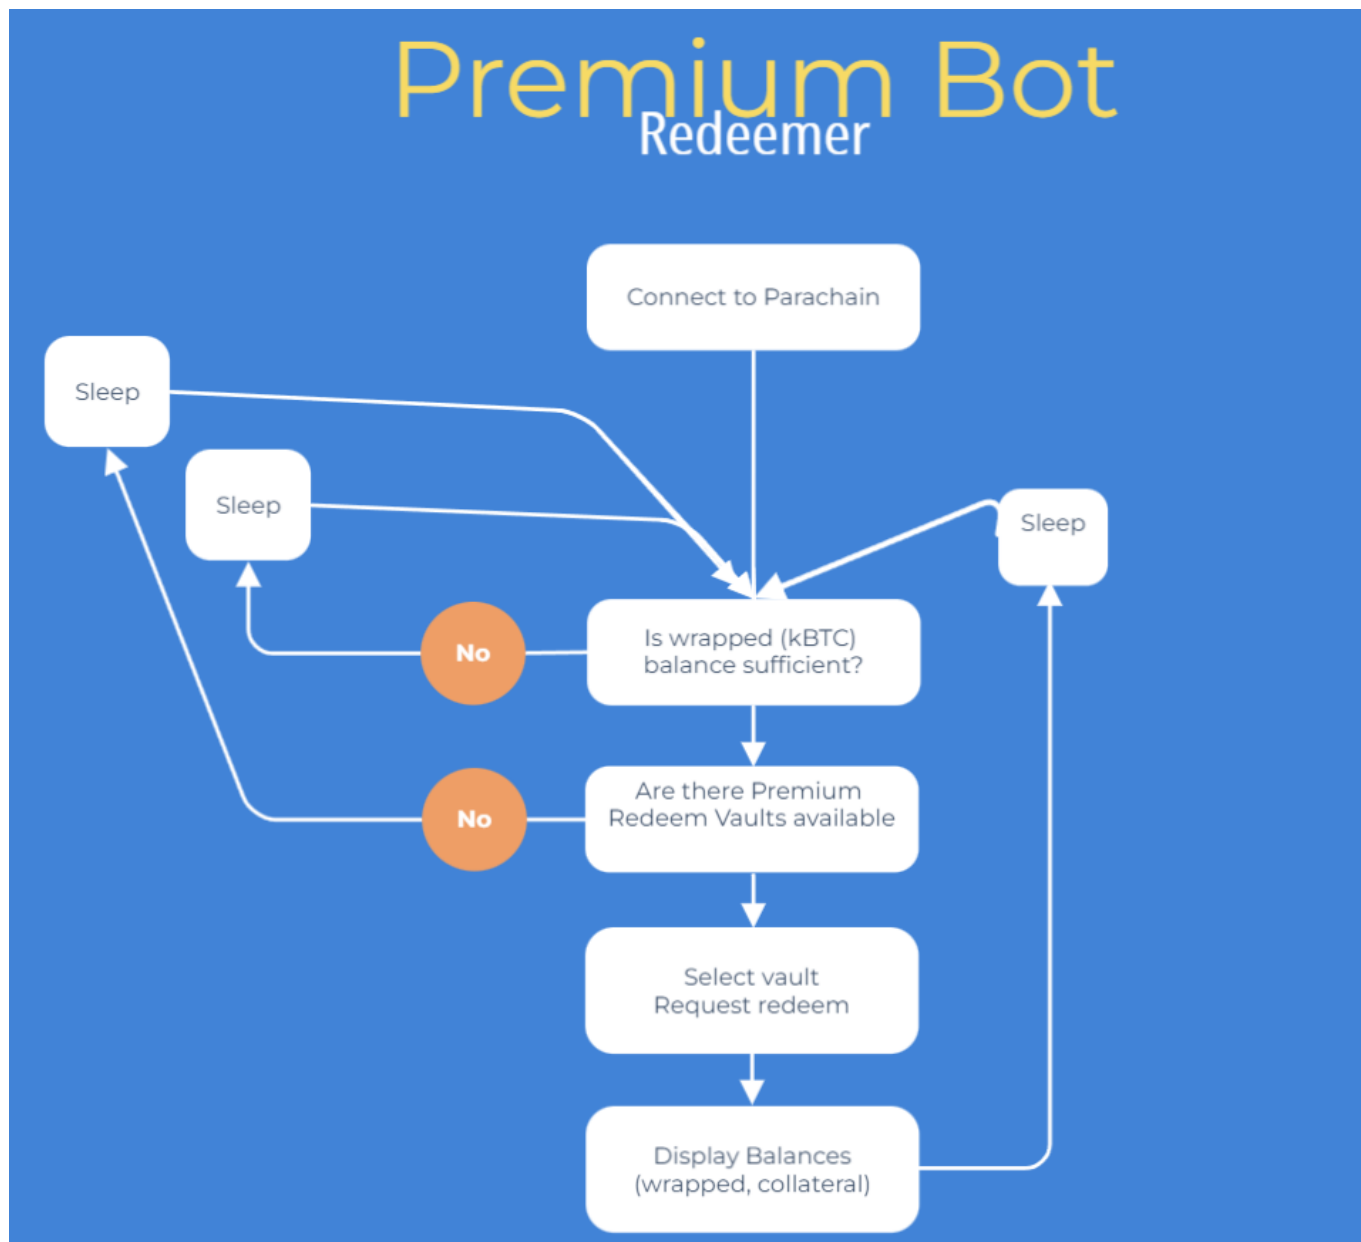 Premium Bot
Redeemer
Connect to Parachain
Sleep
Sleep
Sleep
No
Is wrapped (kBTC)
balance sufficient?
No
Are there Premium
Redeem Vaults available
Select vault
Request redeem
Display Balances
(wrapped, collateral)